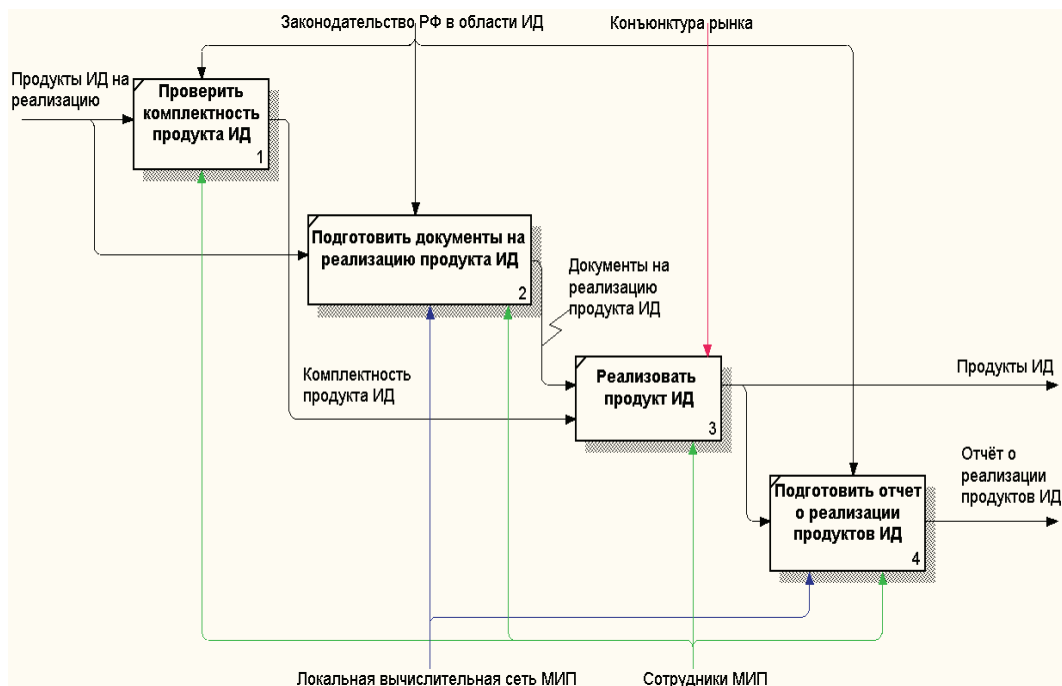 Законодательство РФ в области ИД
Конъюнктура рынка
Продукты ИД на
реализацию
Проверить
комплектность
продукта ИД
1
Подготовить документы на
реализацию продукта ИД
2
Документы на
реализацию
продукта ИД
Комплектность
продукта ИД
Реализовать
продукт ИД
3
Продукты ИД
Отчёт о
реализации
продуктов ИД
Подготовить отчет
о реализации
продуктов ИД
4
Локальная вычислительная сеть МИП
Сотрудники МИП